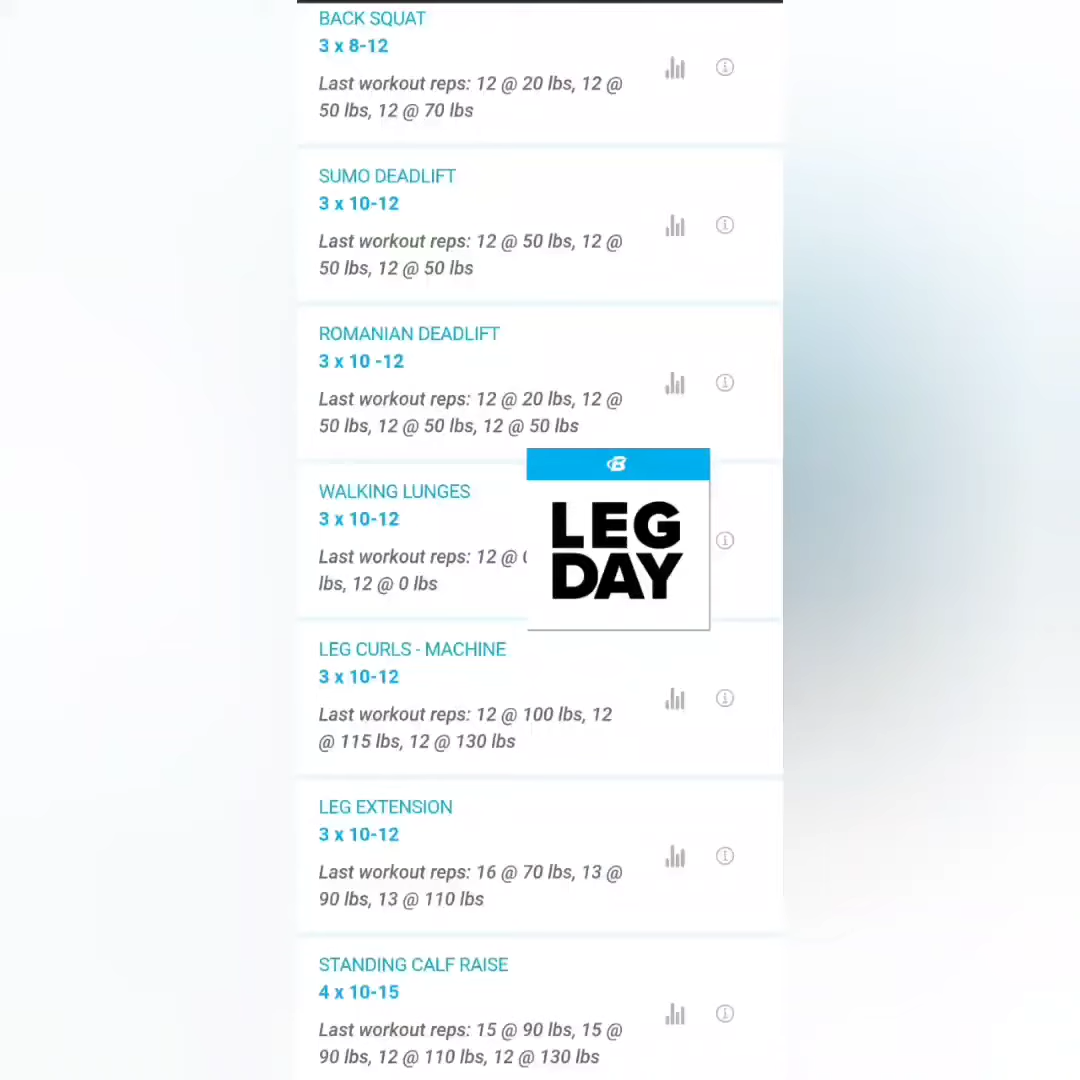 BACK SQUAT
3 x 8-12
Last workout reps: 12 @ 20 lbs, 12 @
50 lbs, 12 @ 70 lbs
SUMO DEADLIFT
3 x 10-12
Last workout reps: 12 @ 50 lbs, 12 @
50 lbs, 12 @ 50 lbs
ROMANIAN DEADLIFT
3 x 10 -12
Last workout reps: 12 @ 20 lbs, 12 @
50 lbs, 12 @ 50 lbs, 12 @ 50 lbs
B
LEG
DAY
WALKING LUNGES
3 x 10-12
Last workout reps: 12 @
lbs, 12 @ 0 lbs
LEG CURLS - MACHINE
3 x 10-12
Last workout reps: 12 @ 100 lbs, 12
@ 115 lbs, 12 @ 130 lbs
LEG EXTENSION
3 x 10-12
Last workout reps: 16 @ 70 lbs, 13 @
90 lbs, 13 @ 110 lbs
STANDING CALF RAISE
4 x 10-15
Last workout reps: 15 @ 90 lbs, 15 @
90 lbs, 12 @ 110 lbs, 12 @ 130 lbs